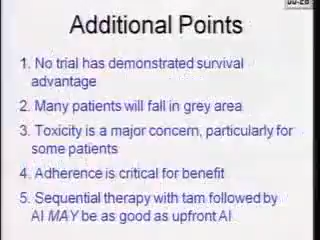 Additional Points
1. No trial has demonstrated survival
advantage
2. Many patients will fall in grey area
3. Toxicity is a major concern, particularly for
some patients
4. Adherence is critical for benefit
5. Sequential therapy with tam followed by
AI MAY be as good as upfront AI